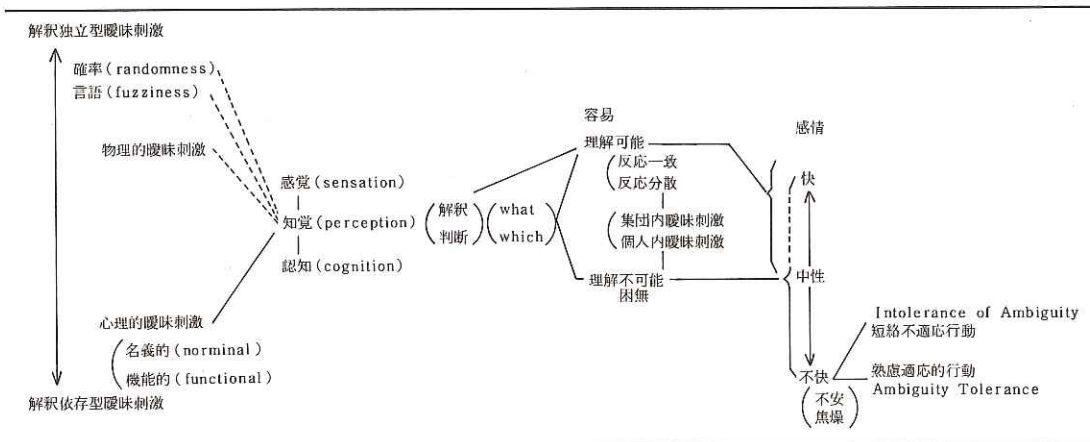 解釈独立型曖昧刺激
確率(randomness)
言語(fuzziness)
物理的曖昧刺激
感覚(sensation)
知覚(perception)
認知(cognition)
心理的曖昧刺激
名義的(norminal)
機能的(functional)
解釈依存型曖昧刺激
解釈
判断
what
which
容易
理解可能
反応一致
反応分散
集団内曖昧刺激
個人内曖昧刺激
理解不可能
困無
感情
快
中性
不快
不安
焦燥
Intolerance of Ambiguity
短絡不適応行動
熟慮適応的行動
Ambiguity Tolerance